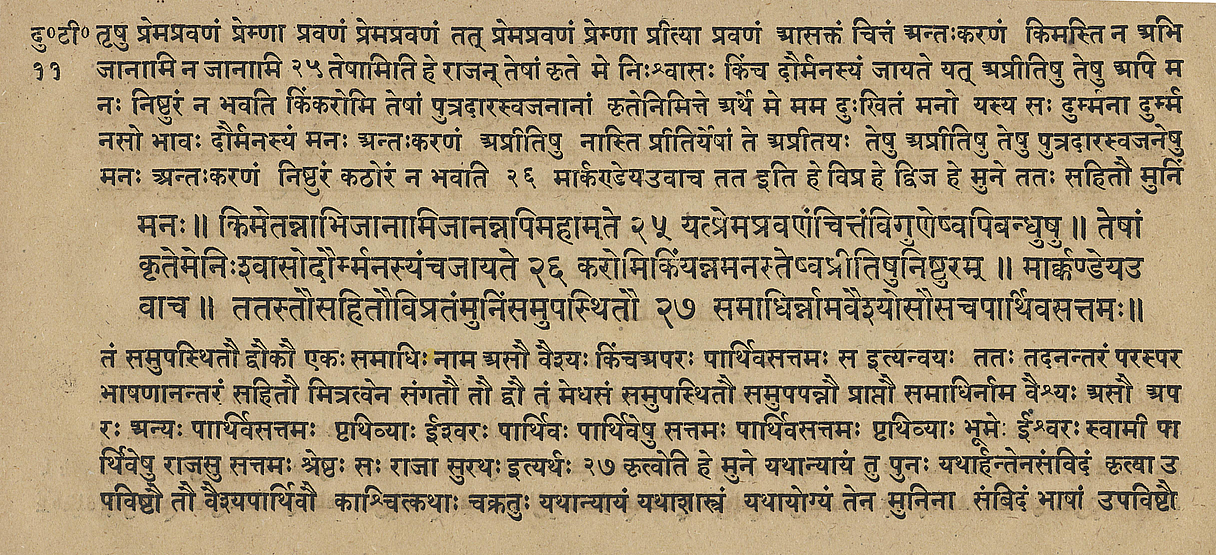 दु०टी० तृषु प्रेमप्रवणं प्रेम्णा प्रवणं प्रेमप्रवणं तत् प्रेमप्रवणं प्रेम्णा प्रीत्या प्रवणं आसक्तं चित्तं अन्तःकरणं किमस्ति न अभि
११ जानामि न जानामि २५ तेषामिति हे राजन् तेषां कृते मे निःश्वासः किंच दौर्मनस्यं जायते यत् अप्रीतिषु तेषु अपि म
नः निष्ठुरं न भवति किंकरोमि तेषां पुत्रदारस्वजनानां कृतोनिमित्ते अर्थे मे मम दुःखितं मनो यस्य सः दुर्म्मना दुर्म्म
नसो भावः दौर्मनस्यं मनः अन्तःकरणं अप्रीतिषु नास्ति प्रीतिर्येषां ते अप्रीतयः तेषु अप्रीतिषु तेषु पुत्रदारस्वजनेषु
मनः अन्तःकरणं निष्ठुरं कठोरं न भवति २६ मार्कण्डेयउवाच तत इति हे विप्र हे द्विज हे मुने ततः सहितौ मुनिं
मनः॥ किमेतन्नाभिजानामिजानन्नपिमहामते २५ यत्प्रेमप्रवणंचित्तंविगुणेष्वपिबन्धुषु॥ तेषां
कृतेमेनिःश्वासोदौर्म्मनस्यंचजायते २६ करोमिकिंयन्नमनस्तेष्वप्रीतिषुनिष्ठुरम्॥ मार्क्कण्डेयउ
वाच॥ ततस्तौसहितौविप्रतंमुनिंसमुपस्थितौ २७ समाधिर्न्नामवैश्योसौसचपार्थिवसत्तमः॥
तं समुपस्थितौ द्वौकौ एकः समाधिः नाम असौ वैश्यः किंचअपरः पार्थिवसत्तमः स इत्यन्वयः ततः तदनन्तरं परस्पर
भाषणानन्तरं सहितौ मित्रत्वेन संगतौ तौ द्वौ तं मेधसं समुपस्थितौ समुपपन्नौ प्राप्तौ समाधिर्नाम वैश्यः असौ अप
रः अन्यः पार्थिवसत्तमः पृथिव्याः ईश्वरः पार्थिवः पार्थिवेषु सत्तमः पार्थिवसत्तमः पृथिव्याः भूमेः ईश्वरः स्वामी पा
र्थिवेषु राजसु सत्तमः श्रेष्ठः सः राजा सुरथः इत्यर्थः २७ कृत्वोति हे मुने यथान्यायं तु पुनः यथार्हन्तेनसंविदं कृत्वा उ
पविष्टौ तौ वैश्यपार्थिवौ काश्चित्कथाः चक्रतुः यथान्यायं यथाशास्त्रं यथायोग्यं तेन मुनिना संबिदं भाषां उपविष्टौ